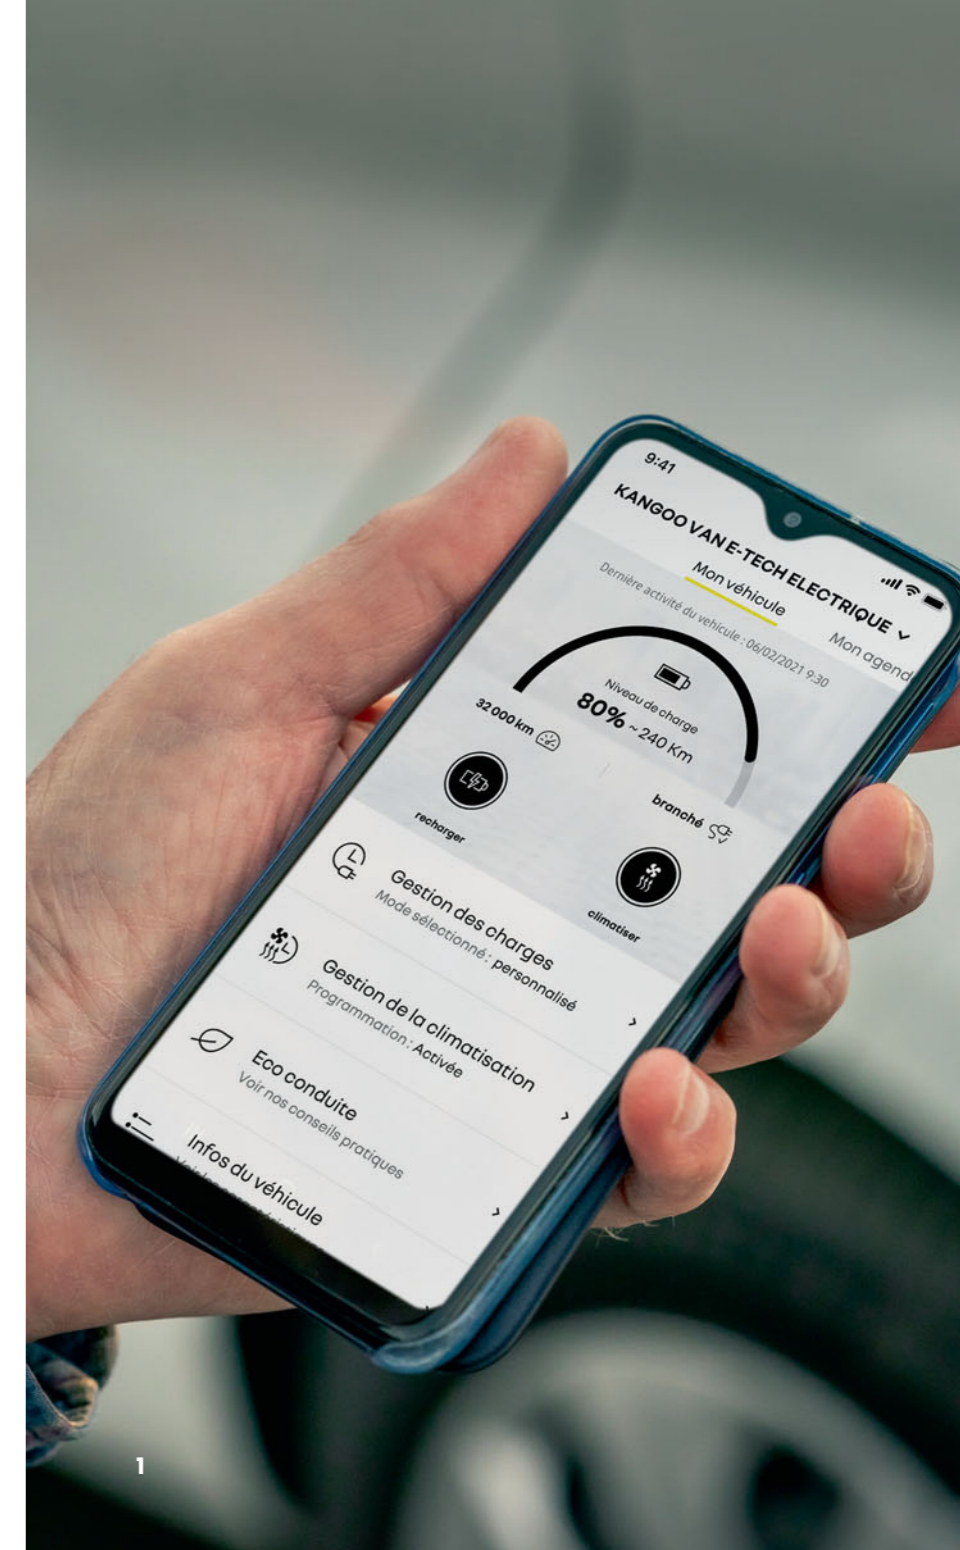 9:41
KANGOO VAN E-TECH ELECTRIQUE
Mon véhicule
Mon agend
Dernière activité du vehicule : 06/02/2021 9:30
Niveau de charge
80% ~ 240 Km
32 000 km
branché
recharger
climatiser
Gestion des charges
Mode sélectionné : personnalisé
Gestion de la climatisation
Programmation : Activée
Eco conduite
Voir nos conseils pratiques
Infos du véhicule
1